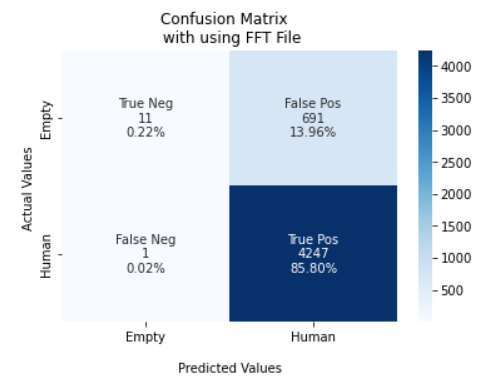 Confusion Matrix
with using FFT File
True Neg
11
0.22%
False Pos
691
13.96%
False Neg
1
0.02%
True Pos
4247
85.80%
Actual Values
Empty
Human
Empty
Human
Predicted Values
4000
3500
3000
2500
2000
1500
1000
500